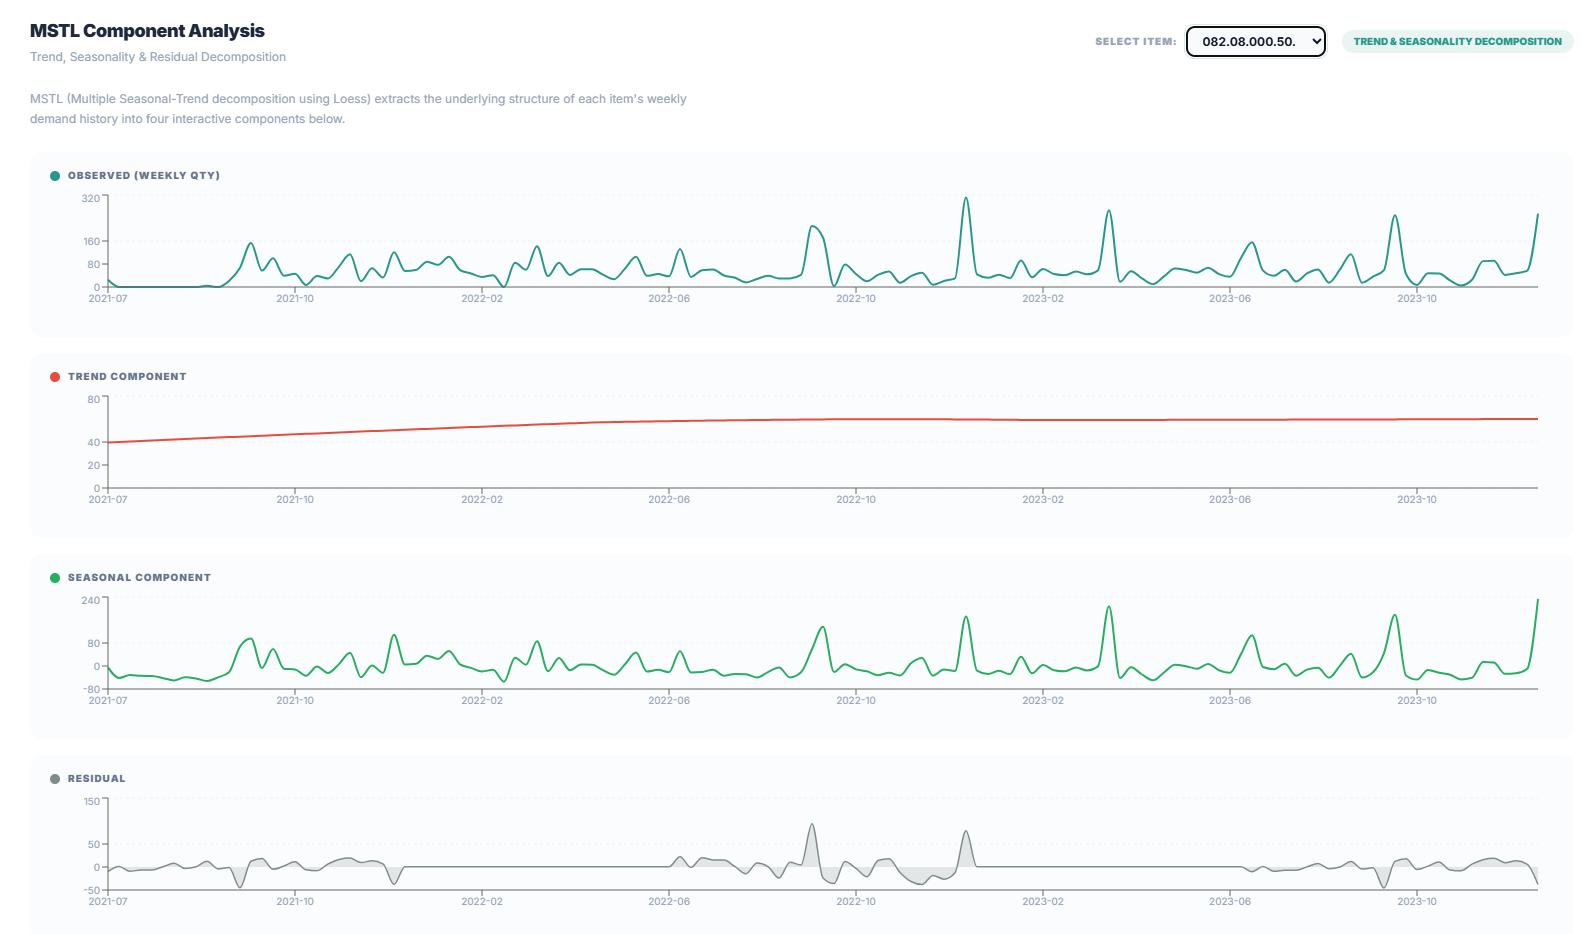 MSTL Component Analysis
Trend, Seasonality & Residual Decomposition
SELECT ITEM:
082.08.000.50.
TREND & SEASONALITY DECOMPOSITION
MSTL (Multiple Seasonal-Trend decomposition using Loess) extracts the underlying structure of each item's weekly
demand history into four interactive components below.
OBSERVED (WEEKLY QTY)
320
160
80
0
2021-07 2021-10 2022-02 2022-06 2022-10 2023-02 2023-06 2023-10
TREND COMPONENT
80
40
20
0
2021-07 2021-10 2022-02 2022-06 2022-10 2023-02 2023-06 2023-10
SEASONAL COMPONENT
240
80
0
-80
2021-07 2021-10 2022-02 2022-06 2022-10 2023-02 2023-06 2023-10
RESIDUAL
150
50
0
-50
2021-07 2021-10 2022-02 2022-06 2022-10 2023-02 2023-06 2023-10